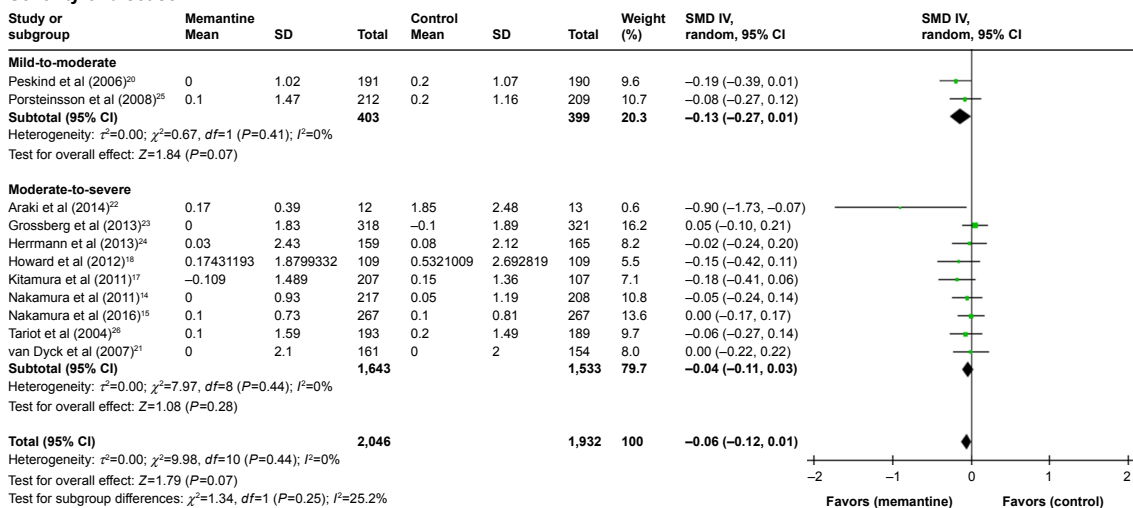 Study or subgroup Memantine Control Weight (%) SMD IV, random, 95% CI SMD IV, random, 95% CI
Mean SD Total Mean SD Total
Mild-to-moderate
Peskind et al (2006)²⁰ 0 1.02 191 0.2 1.07 190 9.6 −0.19 (−0.39, 0.01)
Porsteinsson et al (2008)²⁵ 0.1 1.47 212 0.2 1.16 209 10.7 −0.08 (−0.27, 0.12)
Subtotal (95% CI) 403 399 20.3 −0.13 (−0.27, 0.01)
Heterogeneity: τ²=0.00; χ²=0.67, df=1 (P=0.41); I²=0%
Test for overall effect: Z=1.84 (P=0.07)
Moderate-to-severe
Araki et al (2014)²² 0.17 0.39 12 1.85 2.48 13 0.6 −0.90 (−1.73, −0.07)
Grossberg et al (2013)²³ 0 1.83 318 −0.1 1.89 321 16.2 0.05 (−0.10, 0.21)
Herrmann et al (2013)²⁴ 0.03 2.43 159 0.08 2.12 165 8.2 −0.02 (−0.24, 0.20)
Howard et al (2012)¹⁸ 0.17431193 1.8799332 109 0.5321009 2.692819 109 5.5 −0.15 (−0.42, 0.11)
Kitamura et al (2011)¹⁷ −0.109 1.489 207 0.15 1.36 107 7.1 −0.18 (−0.41, 0.06)
Nakamura et al (2011)¹⁴ 0 0.93 217 0.05 1.19 208 10.8 −0.05 (−0.24, 0.14)
Nakamura et al (2016)¹⁵ 0.1 0.73 267 0.1 0.81 267 13.6 0.00 (−0.17, 0.17)
Tariot et al (2004)²⁶ 0.1 1.59 193 0.2 1.49 189 9.7 −0.06 (−0.27, 0.14)
van Dyck et al (2007)²¹ 0 2.1 161 0 2 154 8.0 0.00 (−0.22, 0.22)
Subtotal (95% CI) 1,643 1,533 79.7 −0.04 (−0.11, 0.03)
Heterogeneity: τ²=0.00; χ²=7.97, df=8 (P=0.44); I²=0%
Test for overall effect: Z=1.08 (P=0.28)
Total (95% CI) 2,046 1,932 100 −0.06 (−0.12, 0.01)
Heterogeneity: τ²=0.00; χ²=9.98, df=10 (P=0.44); I²=0%
Test for overall effect: Z=1.79 (P=0.07)
Test for subgroup differences: χ²=1.34, df=1 (P=0.25); I²=25.2%
−2 −1 0 1 2
Favors (memantine) Favors (control)